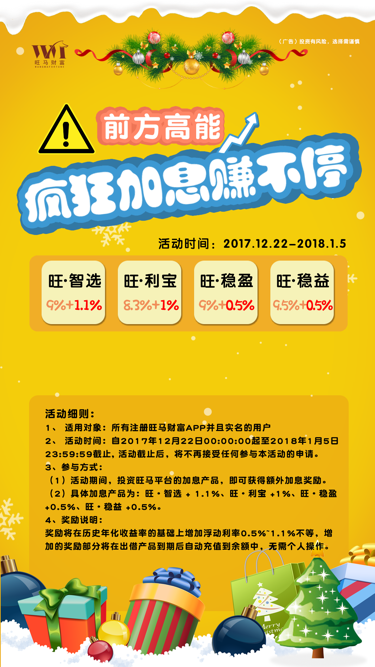 《广告》投资有风险，选择需谨慎
旺马财富
前方高能
疯狂加息赚不停
活动时间：2017.12.22-2018.1.5
旺·智选 旺·利宝 旺·稳盈 旺·稳益
9%+1.1% 8.3%+1% 9%+0.5% 9.5%+0.5%
活动细则：
1、 适用对象：所有注册旺马财富APP并且实名的用户
2、 活动时间：自2017年12月22日00:00:00起至2018年1月5日
23:59:59截止，活动截止后，将不再接受任何参与本活动的申请。
3、参与方式：
（1）活动期间，投资旺马平台的加息产品，即可获得额外加息奖励。
（2）具体加息产品为：旺·智选 + 1.1%、旺·利宝 +1%、旺·稳盈
+0.5%、旺·稳益 +0.5%。
4、奖励说明：
奖励将在历史年化收益率的基础上增加浮动利率0.5%~1.1%不等，增
加的奖励部分将在出借产品到期后自动充值到余额中，无需个人操作。
Merry